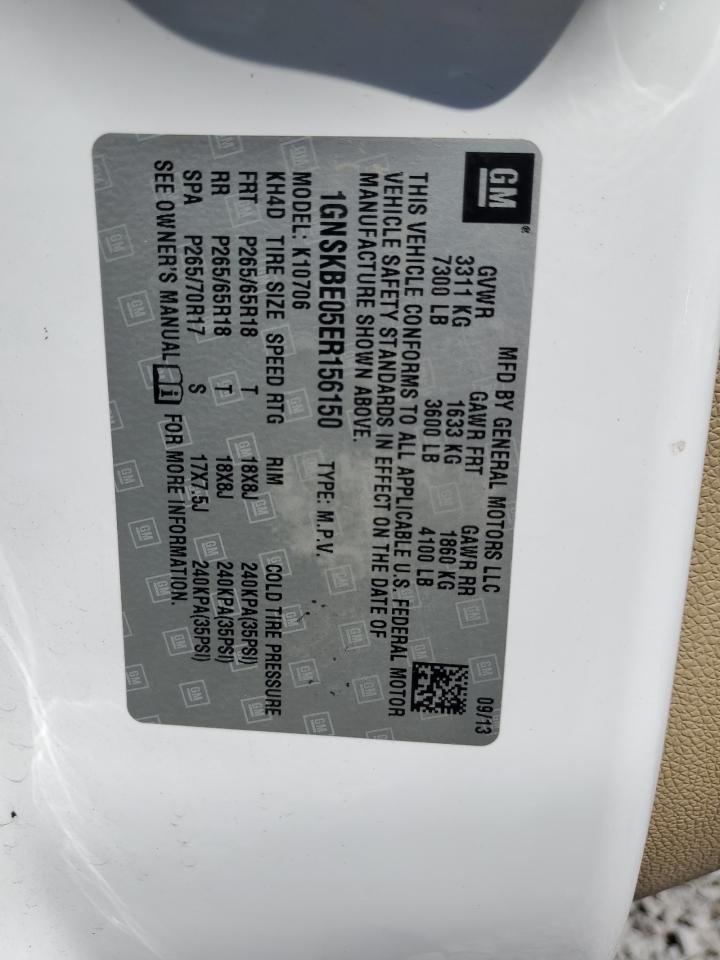 GM
MFD BY GENERAL MOTORS LLC 09/13
GVWR GAWR FRT GAWR RR
3311 KG 1633 KG 1860 KG
7300 LB 3600 LB 4100 LB
THIS VEHICLE CONFORMS TO ALL APPLICABLE U.S. FEDERAL MOTOR
VEHICLE SAFETY STANDARDS IN EFFECT ON THE DATE OF
MANUFACTURE SHOWN ABOVE.
1GNSKBE05ER156150 TYPE: M.P.V.
MODEL: K10706
KH4D TIRE SIZE SPEED RTG RIM COLD TIRE PRESSURE
FRT P265/65R18 T 18X8J 240KPA(35PSI)
RR P265/65R18 T 18X8J 240KPA(35PSI)
SPA P265/70R17 S 17X7.5J 240KPA(35PSI)
SEE OWNER'S MANUAL FOR MORE INFORMATION.